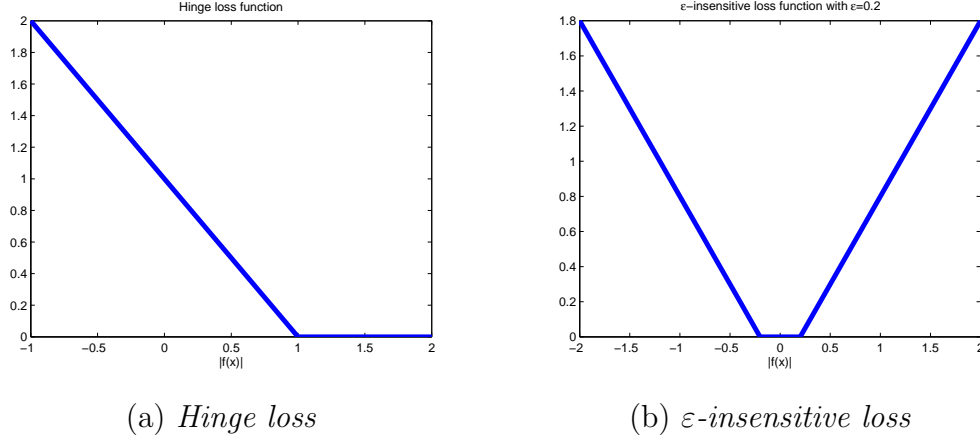 Hinge loss function
2
1.8
1.6
1.4
1.2
1
0.8
0.6
0.4
0.2
0
−1 −0.5 0 0.5 1 1.5 2
|f(x)|
(a) Hinge loss
ε−insensitive loss function with ε=0.2
1.8
1.6
1.4
1.2
1
0.8
0.6
0.4
0.2
0
−2 −1.5 −1 −0.5 0 0.5 1 1.5 2
|f(x)|
(b) ε-insensitive loss